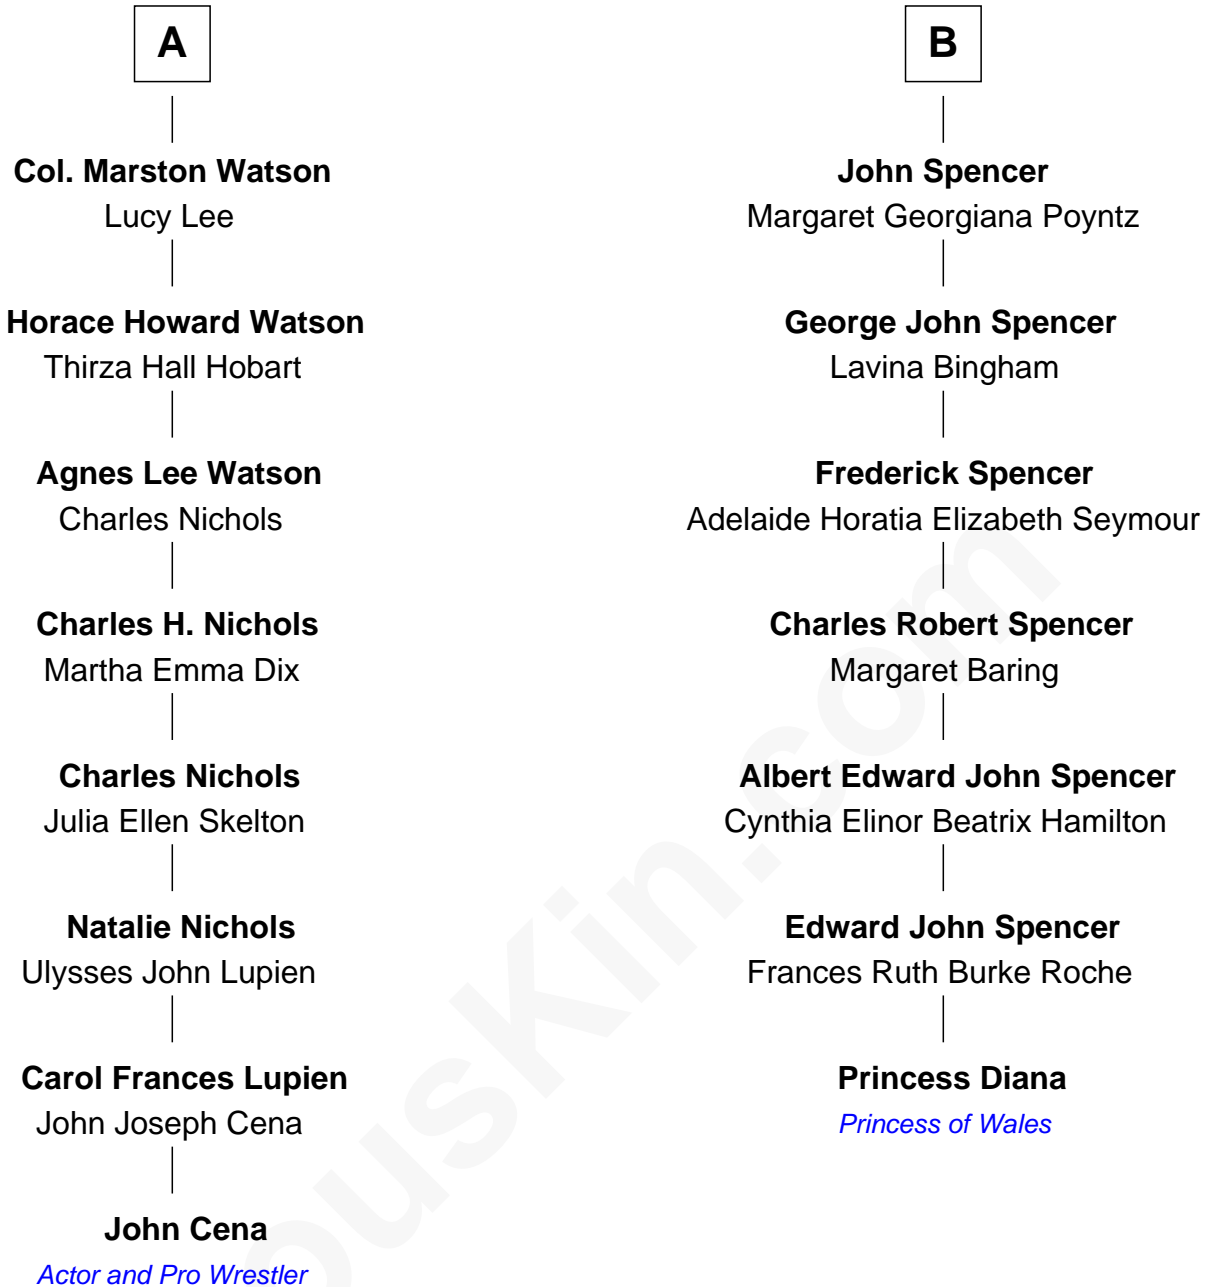 A
Col. Marston Watson
Lucy Lee
Horace Howard Watson
Thirza Hall Hobart
Agnes Lee Watson
Charles Nichols
Charles H. Nichols
Martha Emma Dix
Charles Nichols
Julia Ellen Skelton
Natalie Nichols
Ulysses John Lupien
Carol Frances Lupien
John Joseph Cena
John Cena
Actor and Pro Wrestler
B
John Spencer
Margaret Georgiana Poyntz
George John Spencer
Lavina Bingham
Frederick Spencer
Adelaide Horatia Elizabeth Seymour
Charles Robert Spencer
Margaret Baring
Albert Edward John Spencer
Cynthia Elinor Beatrix Hamilton
Edward John Spencer
Frances Ruth Burke Roche
Princess Diana
Princess of Wales
ouskin.com